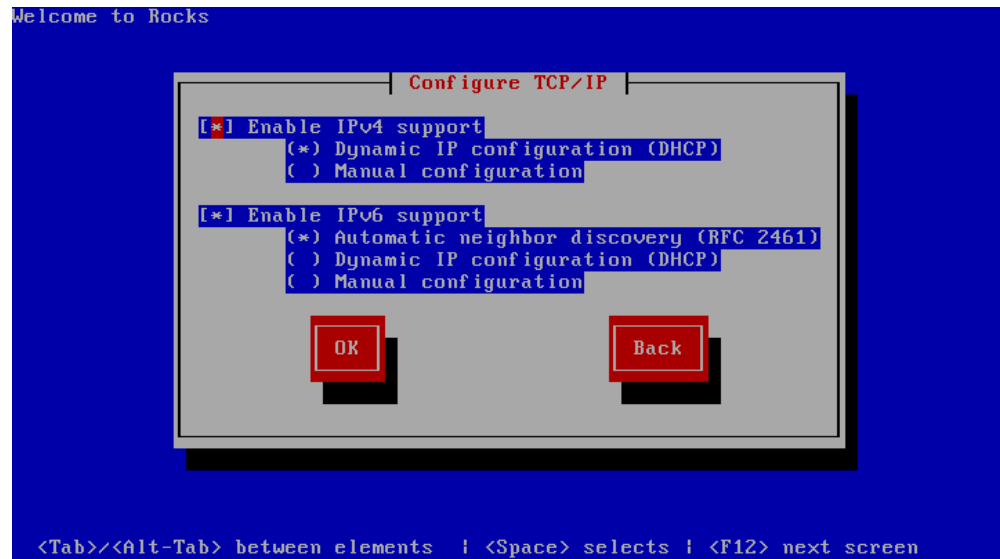 Welcome to Rocks
Configure TCP/IP
[*] Enable IPv4 support
(*) Dynamic IP configuration (DHCP)
( ) Manual configuration
[*] Enable IPv6 support
(*) Automatic neighbor discovery (RFC 2461)
( ) Dynamic IP configuration (DHCP)
( ) Manual configuration
OK Back
<Tab>/<Alt-Tab> between elements | <Space> selects | <F12> next screen